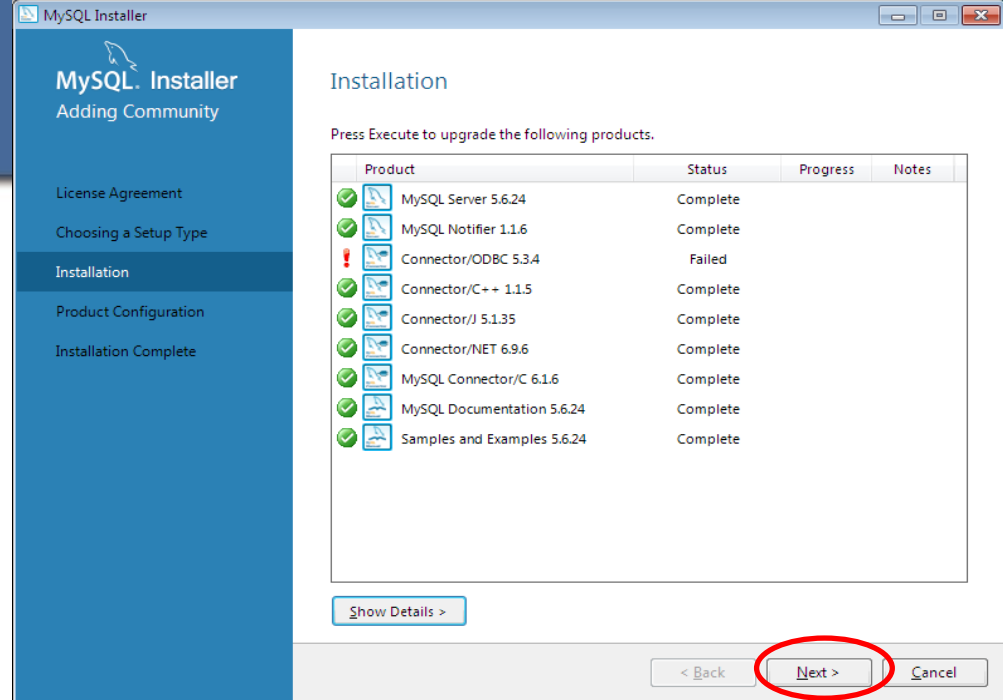 MySQL Installer
MySQL. Installer
Adding Community
License Agreement
Choosing a Setup Type
Installation
Product Configuration
Installation Complete
Installation
Press Execute to upgrade the following products.
Product Status Progress Notes
MySQL Server 5.6.24 Complete
MySQL Notifier 1.1.6 Complete
Connector/ODBC 5.3.4 Failed
Connector/C++ 1.1.5 Complete
Connector/J 5.1.35 Complete
Connector/NET 6.9.6 Complete
MySQL Connector/C 6.1.6 Complete
MySQL Documentation 5.6.24 Complete
Samples and Examples 5.6.24 Complete
Show Details >
< Back Next > Cancel